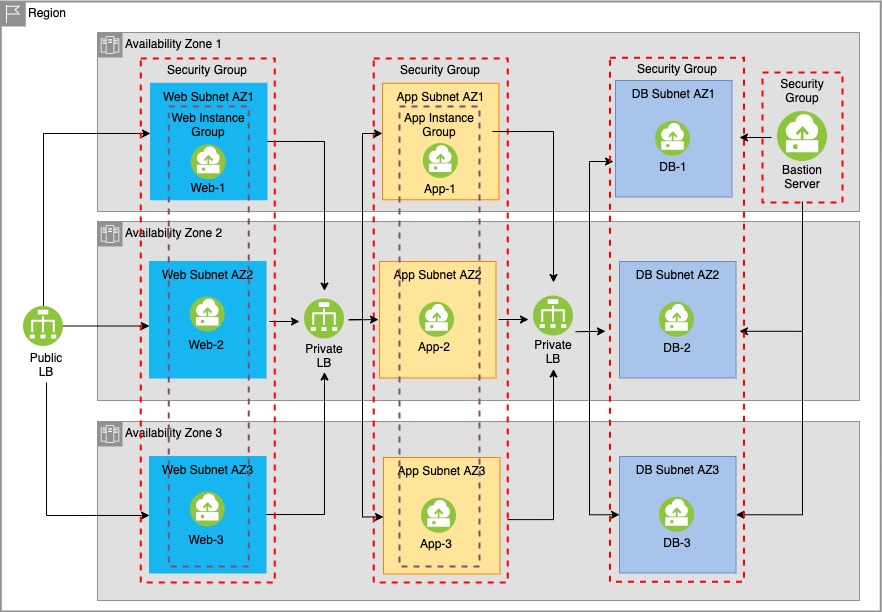 Region
Availability Zone 1
Security Group
Web Subnet AZ1
Web Instance
Group
Web-1
Security Group
App Subnet AZ1
App Instance
Group
App-1
Security Group
DB Subnet AZ1
DB-1
Security
Group
Bastion
Server
Availability Zone 2
Web Subnet AZ2
Web-2
App Subnet AZ2
App-2
DB Subnet AZ2
DB-2
Public
LB
Private
LB
Private
LB
Availability Zone 3
Web Subnet AZ3
Web-3
App Subnet AZ3
App-3
DB Subnet AZ3
DB-3